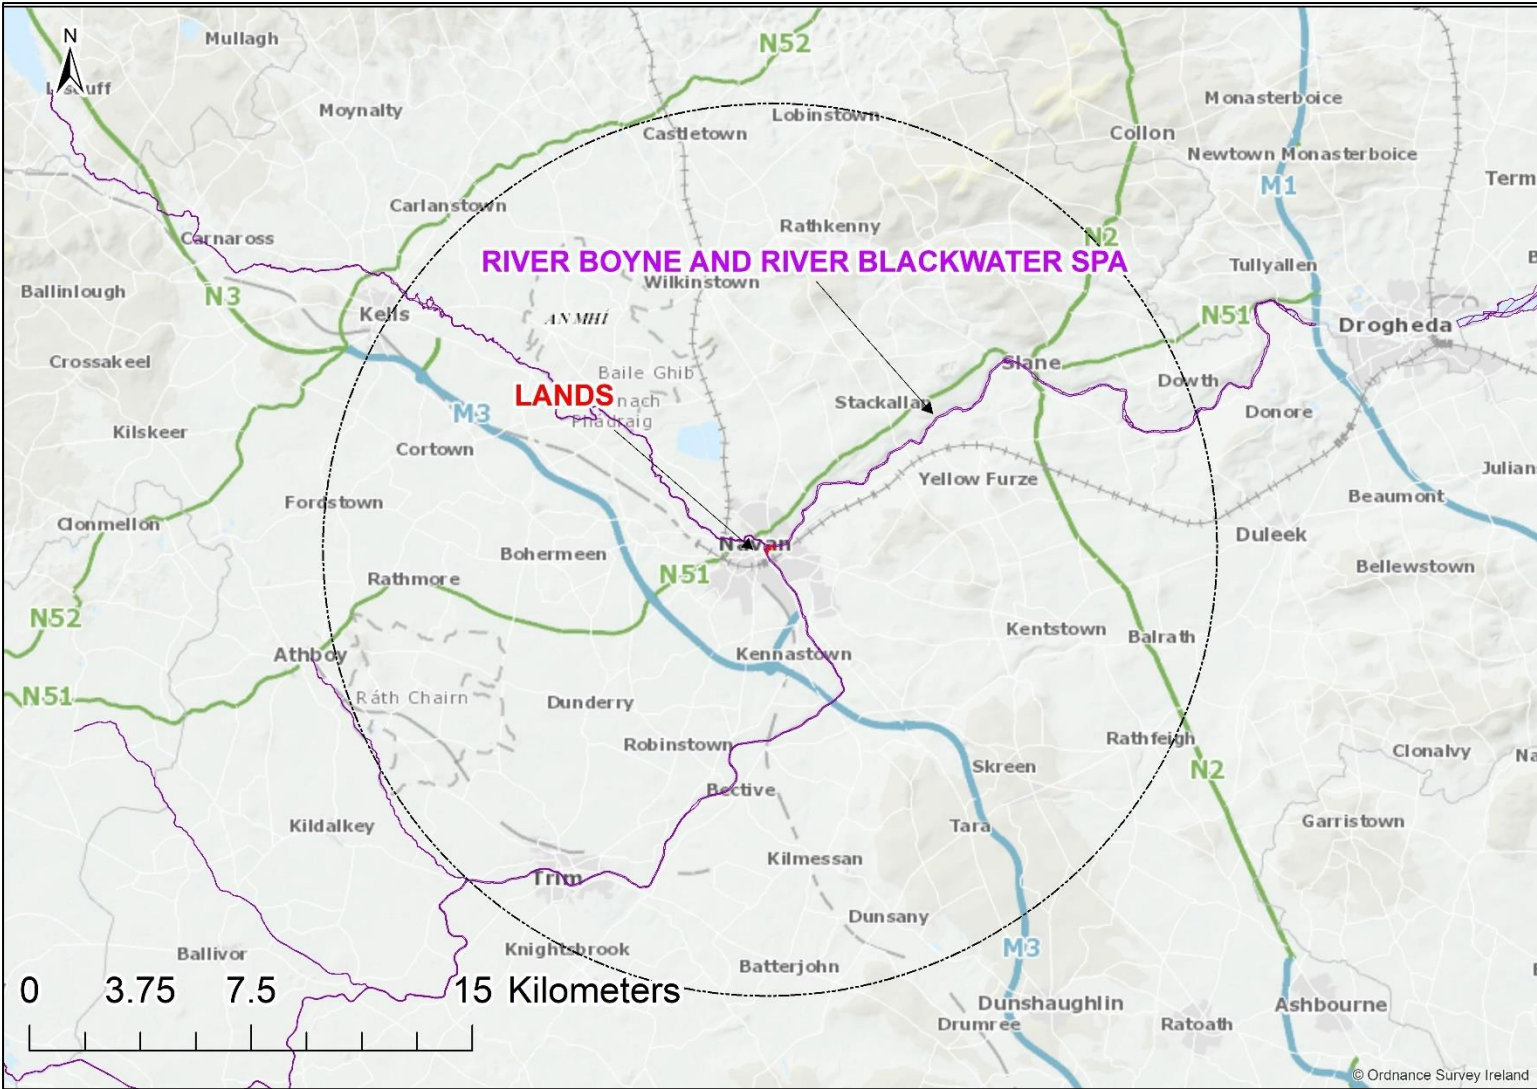 N
Mullagh
N52
Moynalty
Castletown
Lobinstown
Monasterboice
Collon
Newtown Monasterboice
M1
Term
Carlanstown
Rathkenny
Carnaross
N2
RIVER BOYNE AND RIVER BLACKWATER SPA
Tullyallen
Ballinlough
N3
Wilkinstown
Kells
AN MHÍ
N51
Drogheda
Crossakeel
Slane
Baile Ghib
LANDS
nach
Phádraig
Stackallan
Dowth
Donore
M3
Kilskeer
Cortown
Yellow Furze
Julian
Beaumont
Fordstown
Clonmellon
Duleek
Navan
Bohermeen
Bellewstown
Rathmore
N51
N52
Kentstown
Balrath
Athboy
Kennastown
N51
Ráth Chairn
Dunderry
Robinstown
Rathfeigh
Clonalvy
Na
Skreen
N2
Bective
Kildalkey
Tara
Garristown
Kilmessan
Trim
Dunsany
Ballivor
Knightsbrook
M3
Batterjohn
0 3.75 7.5 15 Kilometers
Dunshaughlin
Ashbourne
Drumree
Ratoath
© Ordnance Survey Ireland